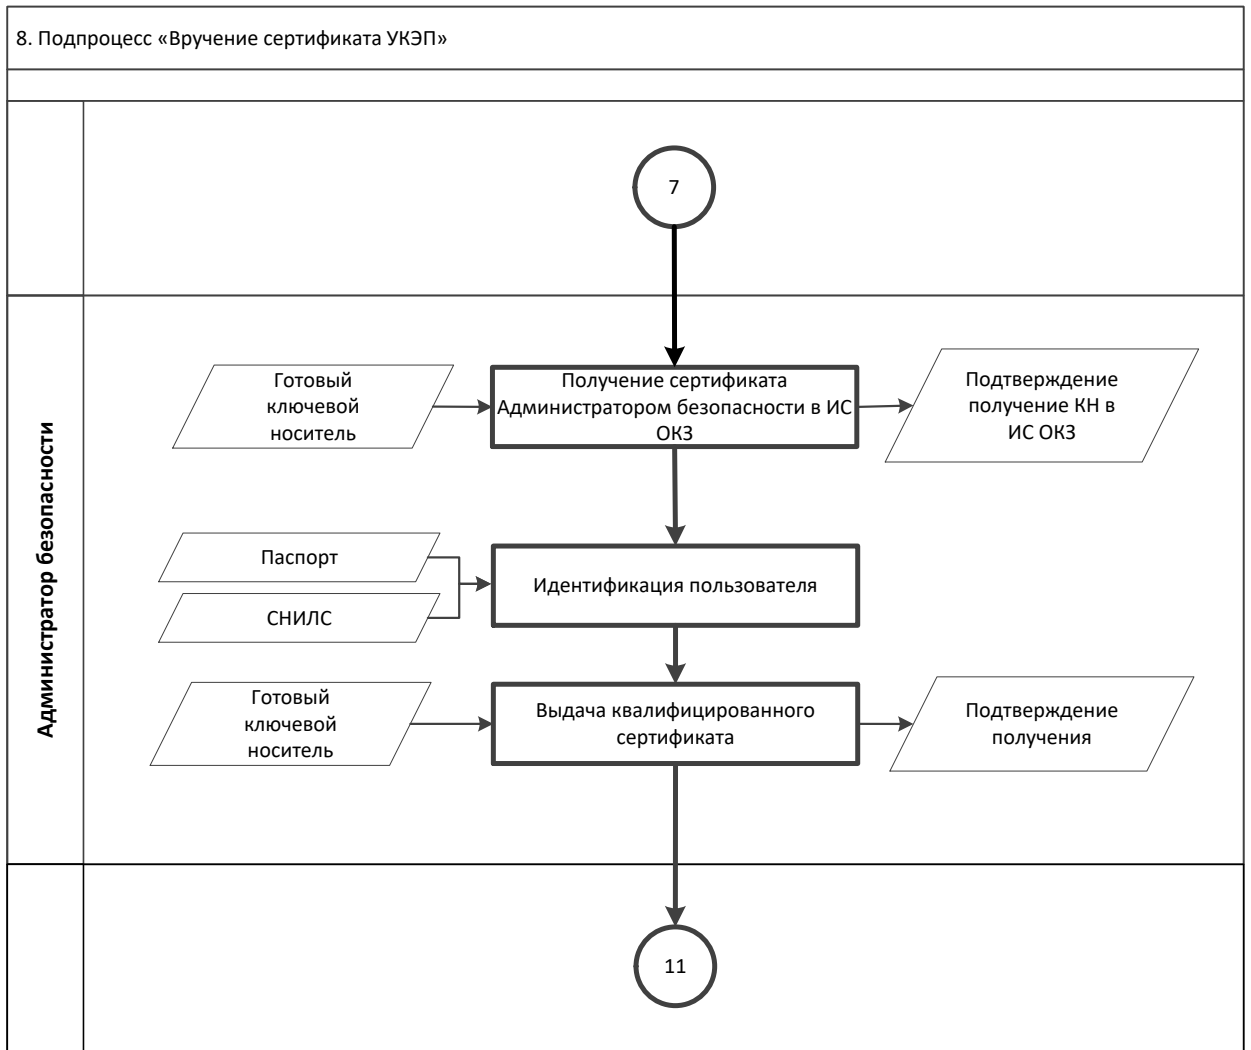 8. Подпроцесс «Вручение сертификата УКЭП»
7
Администратор безопасности
Готовый
ключевой
носитель
Получение сертификата
Администратором безопасности в ИС
ОКЗ
Подтверждение
получение КН в
ИС ОКЗ
Паспорт
СНИЛС
Идентификация пользователя
Готовый
ключевой
носитель
Выдача квалифицированного
сертификата
Подтверждение
получения
11